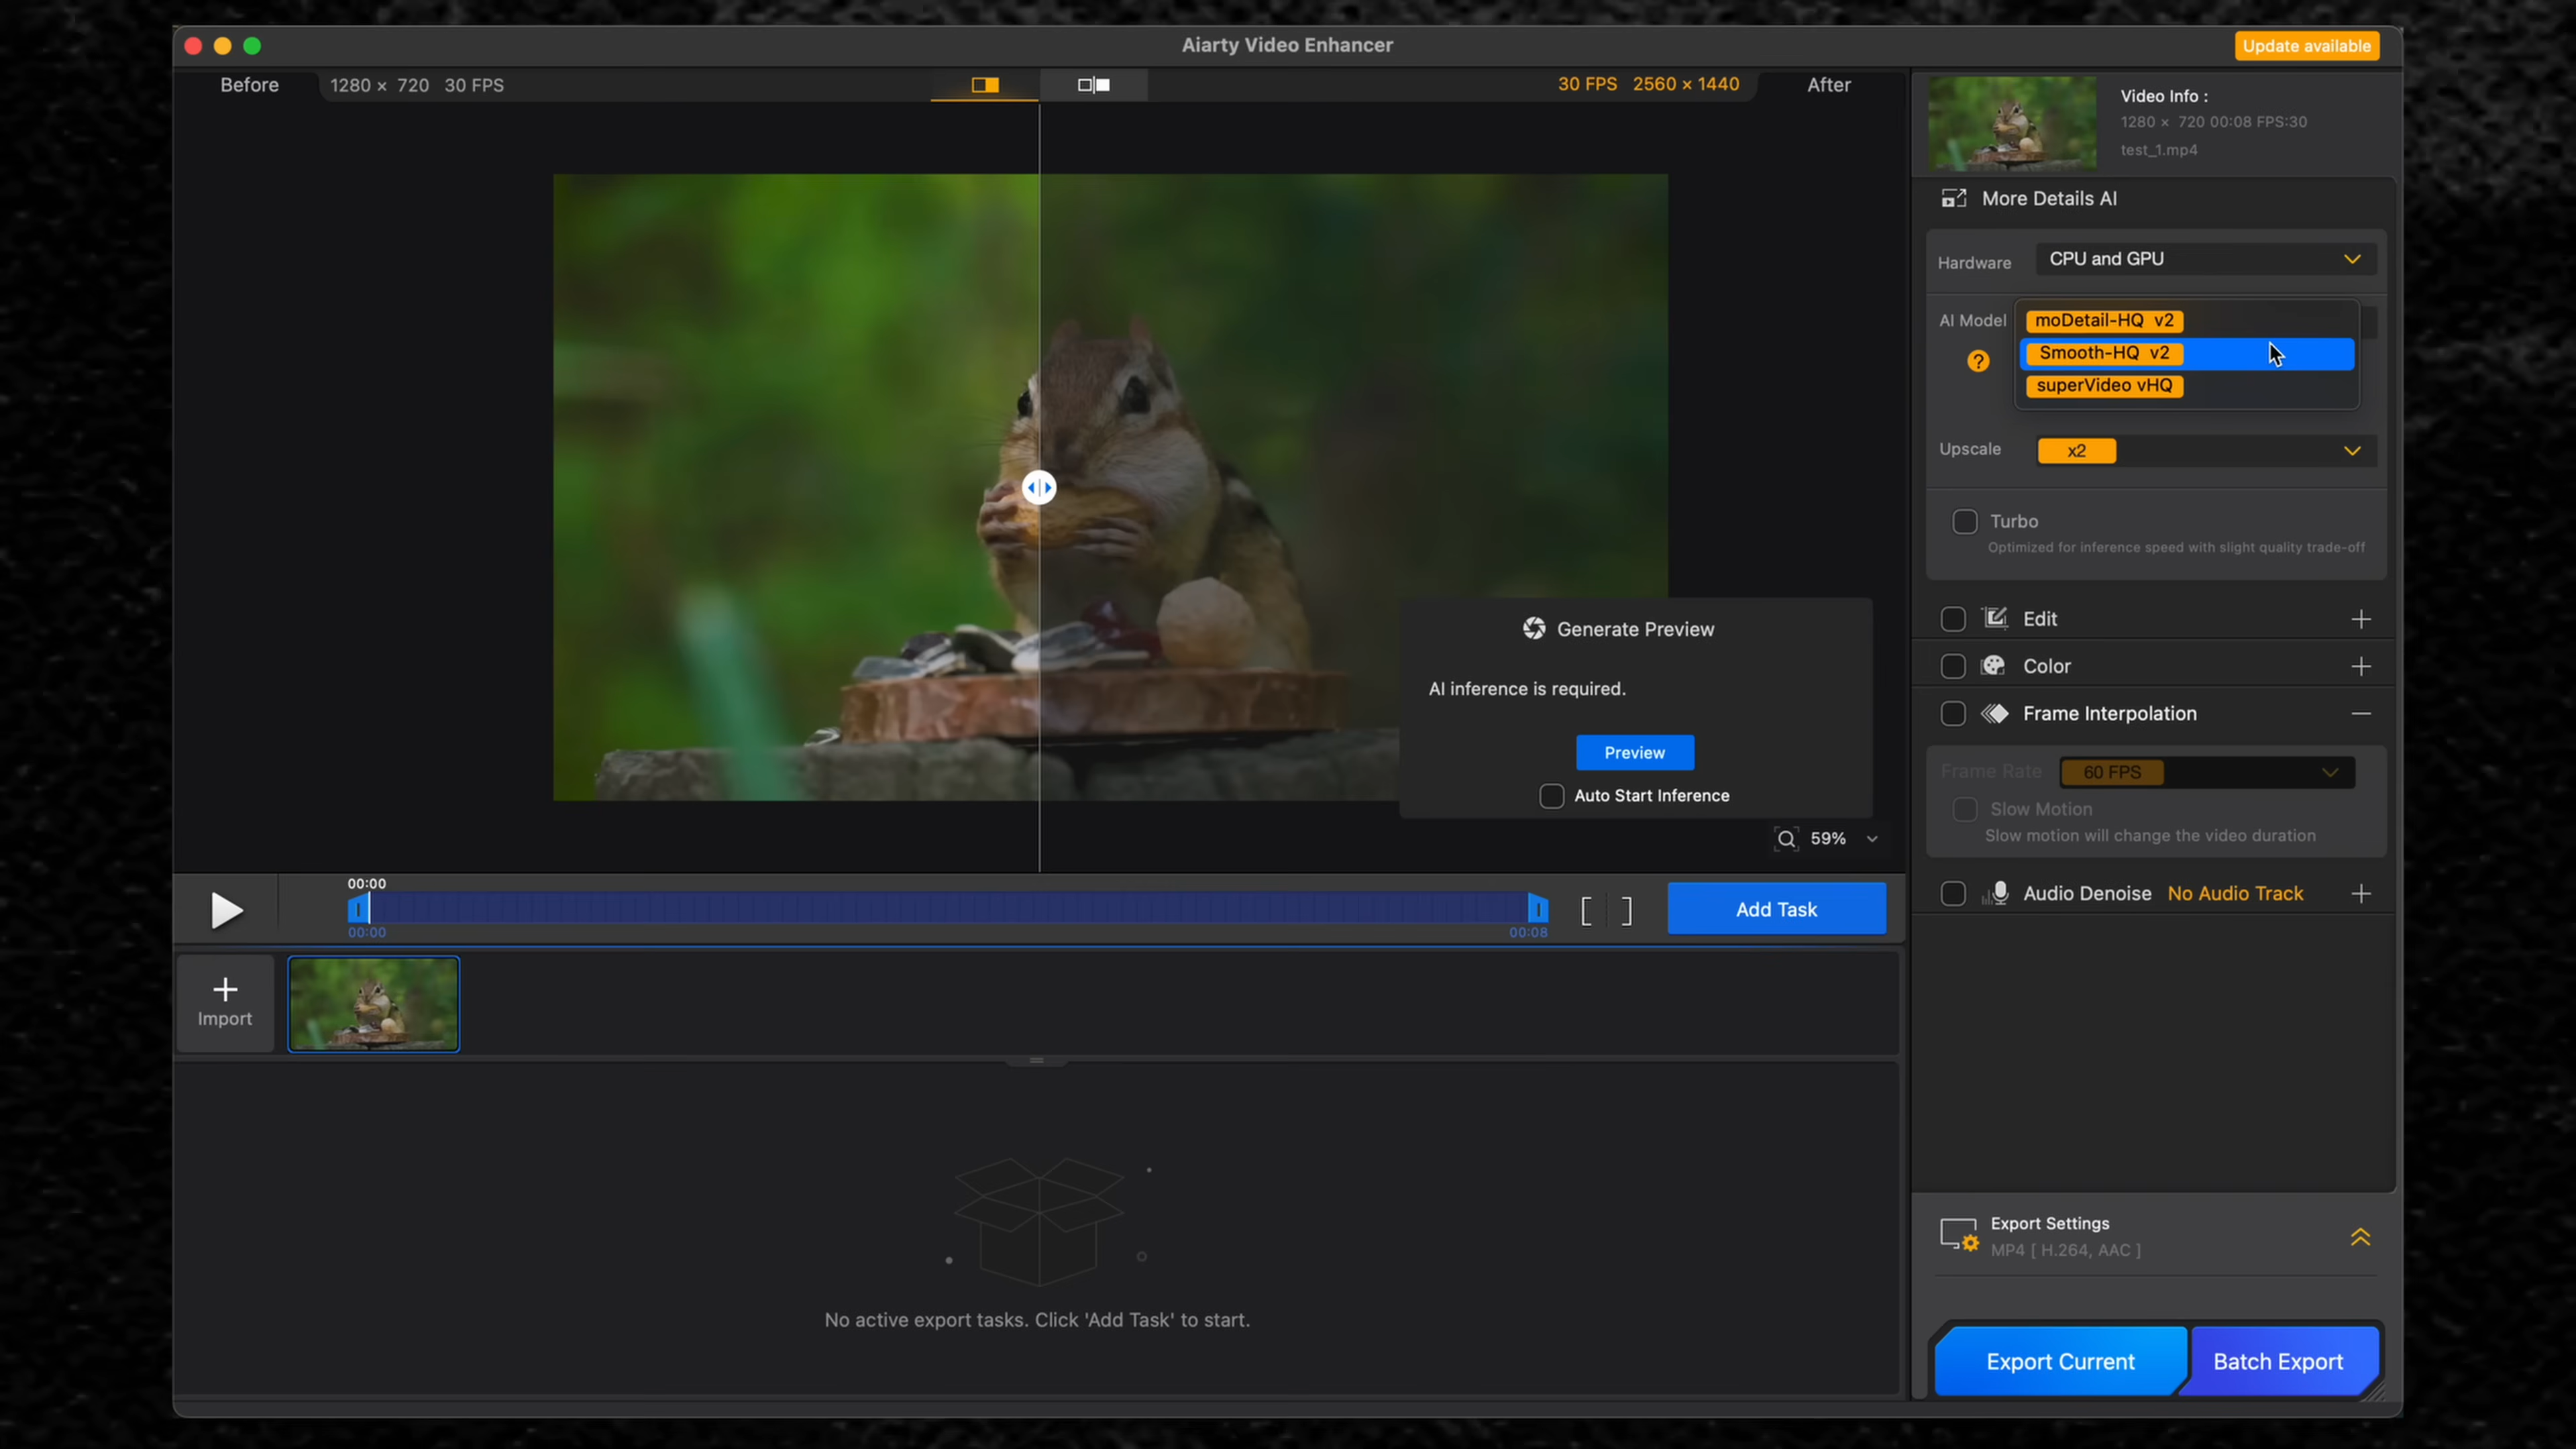 Aiarty Video Enhancer
Update available
Before
1280 × 720 30 FPS
30 FPS 2560 × 1440
After
Video Info :
1280 × 720 00:08 FPS:30
test_1.mp4
More Details AI
Hardware
CPU and GPU
AI Model
moDetail-HQ v2
?
Smooth-HQ v2
superVideo vHQ
Upscale
x2
Turbo
Optimized for inference speed with slight quality trade-off
Edit
Color
Frame Interpolation
Frame Rate
60 FPS
Slow Motion
Slow motion will change the video duration
Audio Denoise No Audio Track
Generate Preview
AI inference is required.
Preview
Auto Start Inference
59%
00:00
00:00
00:08
[ ]
Add Task
Import
No active export tasks. Click 'Add Task' to start.
Export Settings
MP4 [ H.264, AAC ]
Export Current
Batch Export